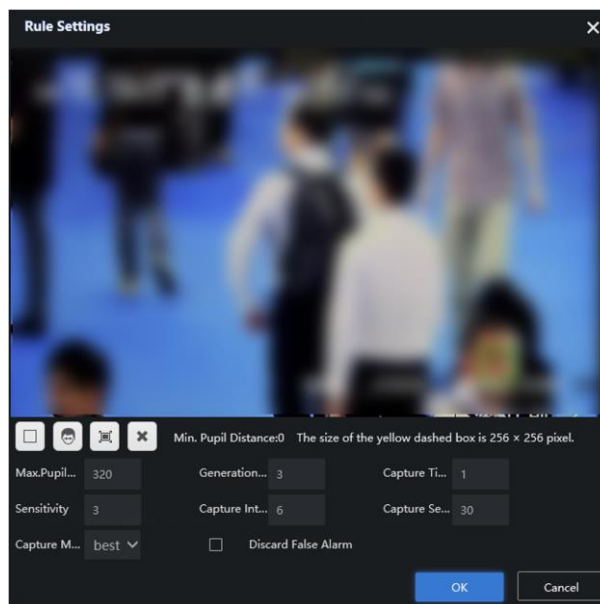 Rule Settings
Min. Pupil Distance:0 The size of the yellow dashed box is 256 × 256 pixel.
Max.Pupil... 320 Generation... 3 Capture Ti... 1
Sensitivity 3 Capture Int... 6 Capture Se... 30
Capture M... best Discard False Alarm
OK Cancel